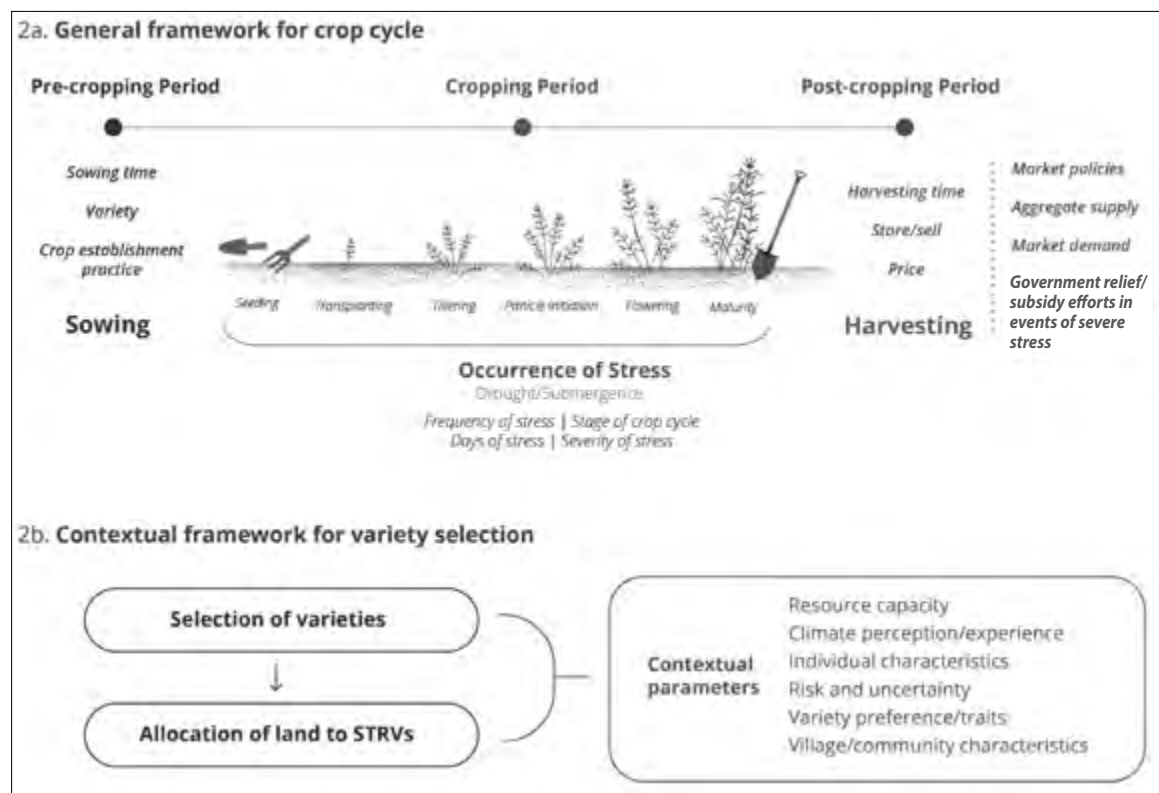 2a. General framework for crop cycle
Pre-cropping Period
Cropping Period
Post-cropping Period
Sowing time
Variety
Crop establishment
practice
Sowing
Seeding
Transplanting
Tillering
Panicle initiation
Flowering
Maturity
Harvesting time
Store/sell
Price
Harvesting
Market policies
Aggregate supply
Market demand
Government relief/
subsidy efforts in
events of severe
stress
Occurrence of Stress
Drought/Submergence
Frequency of stress | Stage of crop cycle
Days of stress | Severity of stress
2b. Contextual framework for variety selection
Selection of varieties
Allocation of land to STRVs
Contextual
parameters
Resource capacity
Climate perception/experience
Individual characteristics
Risk and uncertainty
Variety preference/traits
Village/community characteristics